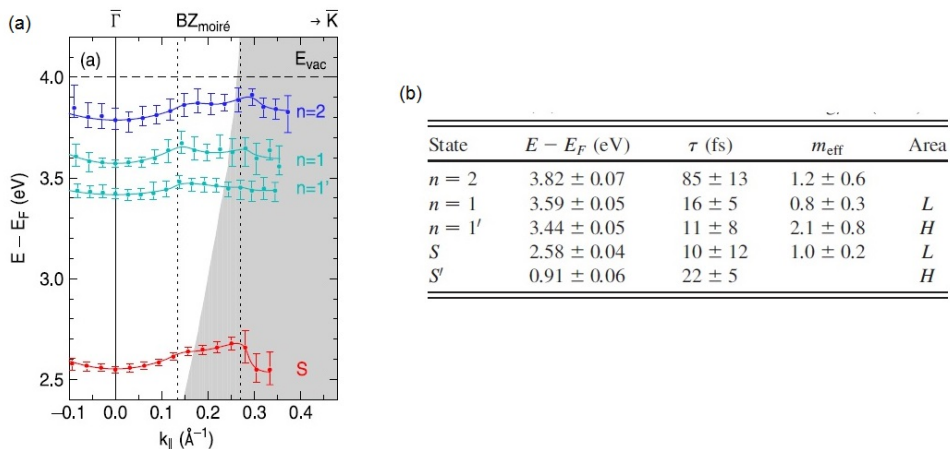 (a)
Γ̅ BZmoiré → K̅
(a)
Evac
4.0
n=2
n=1
3.5
n=1'
E − EF (eV)
3.0
S
2.5
−0.1 0.0 0.1 0.2 0.3 0.4
k|| (Å⁻¹)
(b)
State E − EF (eV) τ (fs) meff Area
n = 2 3.82 ± 0.07 85 ± 13 1.2 ± 0.6
n = 1 3.59 ± 0.05 16 ± 5 0.8 ± 0.3 L
n = 1′ 3.44 ± 0.05 11 ± 8 2.1 ± 0.8 H
S 2.58 ± 0.04 10 ± 12 1.0 ± 0.2 L
S′ 0.91 ± 0.06 22 ± 5 H